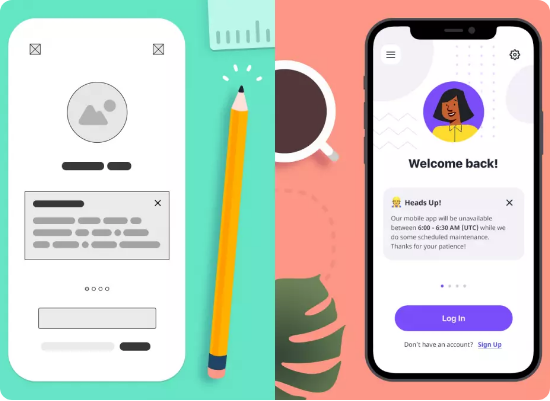 Welcome back!
Heads Up!
Our mobile app will be unavailable
between 6:00 - 6:30 AM (UTC) while we
do some scheduled maintenance.
Thanks for your patience!
Log In
Don't have an account? Sign Up